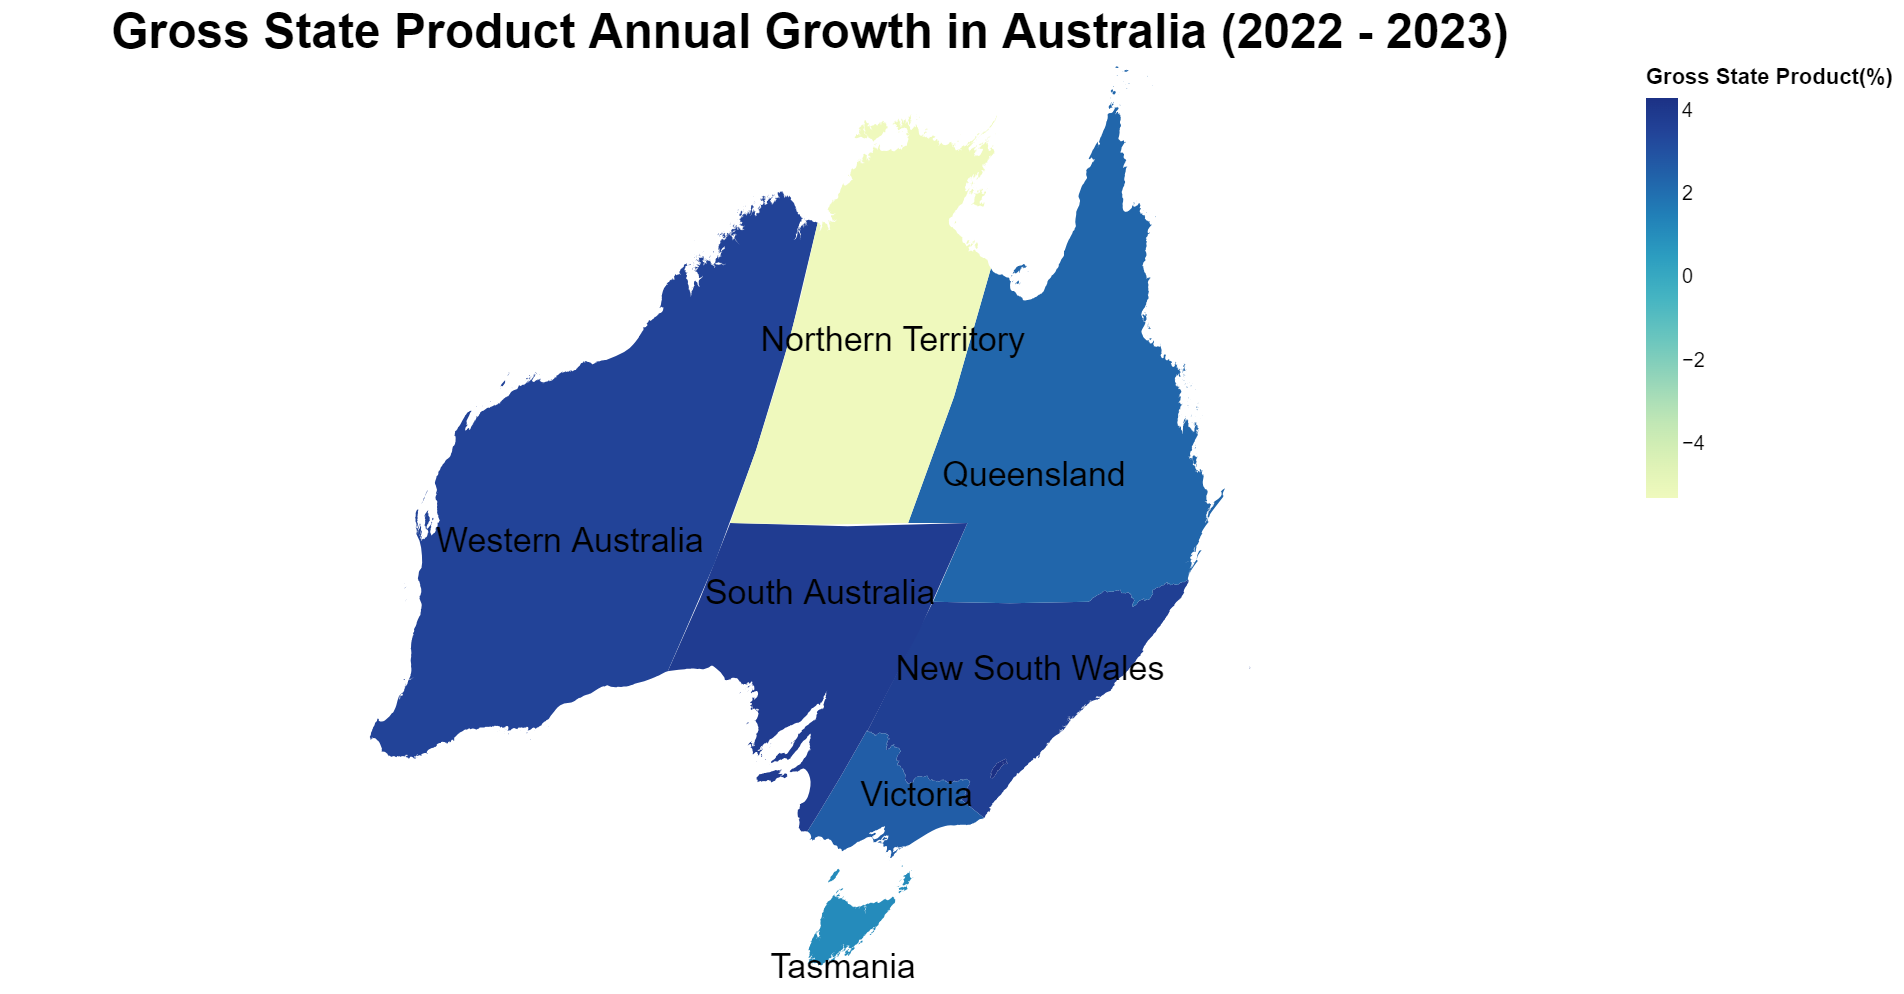 Gross State Product Annual Growth in Australia (2022 - 2023)
Gross State Product(%)
4
2
0
−2
−4
Northern Territory
Queensland
Western Australia
South Australia
New South Wales
Victoria
Tasmania